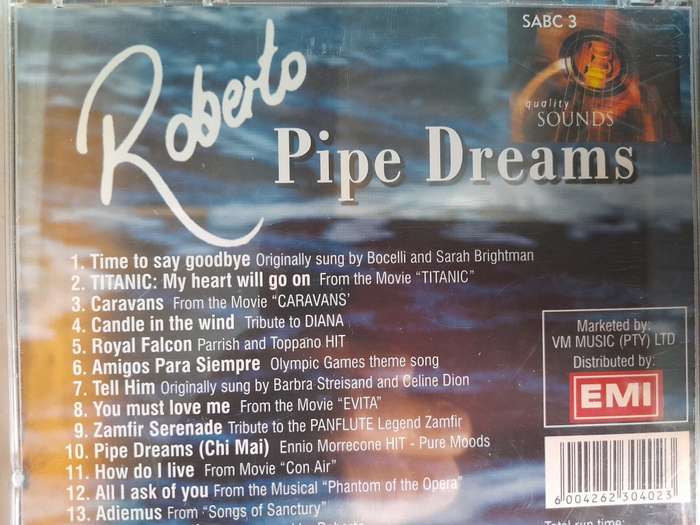 SABC 3
quality
SOUNDS
Roberto
Pipe Dreams
1. Time to say goodbye Originally sung by Bocelli and Sarah Brightman
2. TITANIC: My heart will go on From the Movie "TITANIC"
3. Caravans From the Movie "CARAVANS'
4. Candle in the wind Tribute to DIANA
5. Royal Falcon Parrish and Toppano HIT
6. Amigos Para Siempre Olympic Games theme song
7. Tell Him Originally sung by Barbra Streisand and Celine Dion
8. You must love me From the Movie "EVITA"
9. Zamfir Serenade Tribute to the PANFLUTE Legend Zamfir
10. Pipe Dreams (Chi Mai) Ennio Morrecone HIT - Pure Moods
11. How do I live From Movie "Con Air"
12. All I ask of you From the Musical "Phantom of the Opera"
13. Adiemus From "Songs of Sanctury"
Marketed by:
VM MUSIC (PTY) LTD
Distributed by:
EMI
6 004262 304023
Total run time: